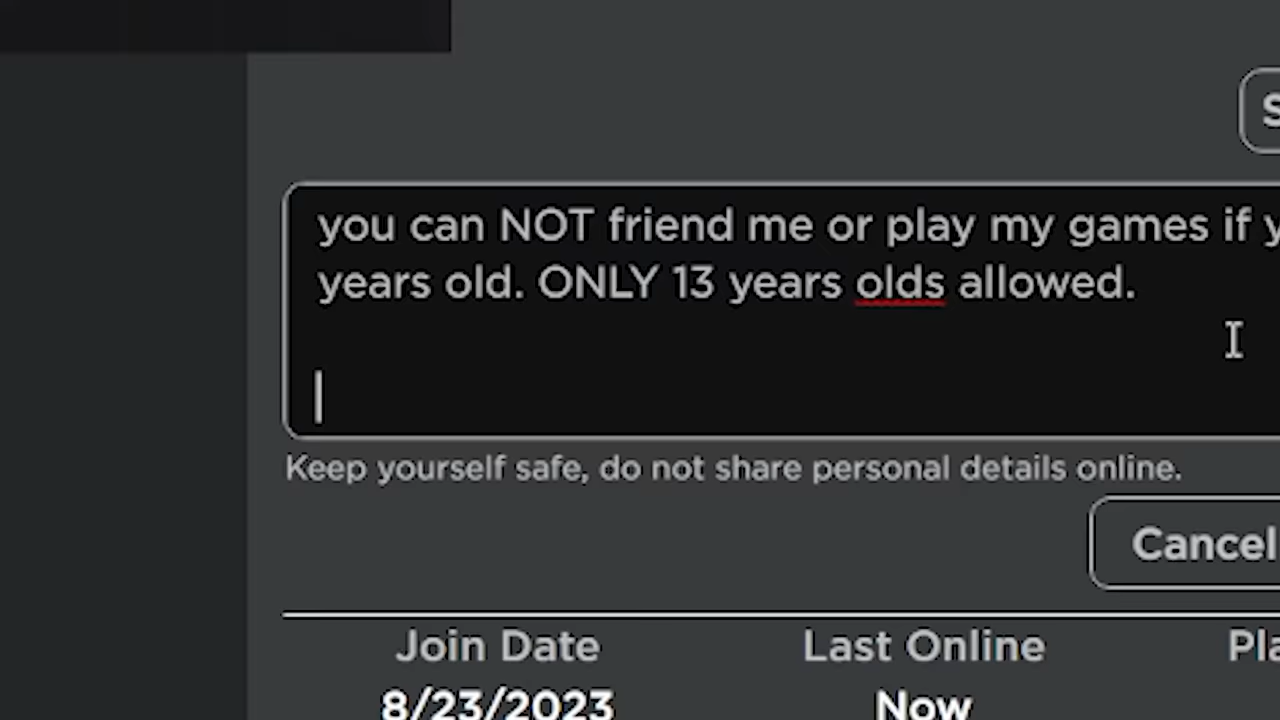 you can NOT friend me or play my games if
years old. ONLY 13 years olds allowed.
Keep yourself safe, do not share personal details online.
Cancel
Join Date Last Online
8/23/2023 Now